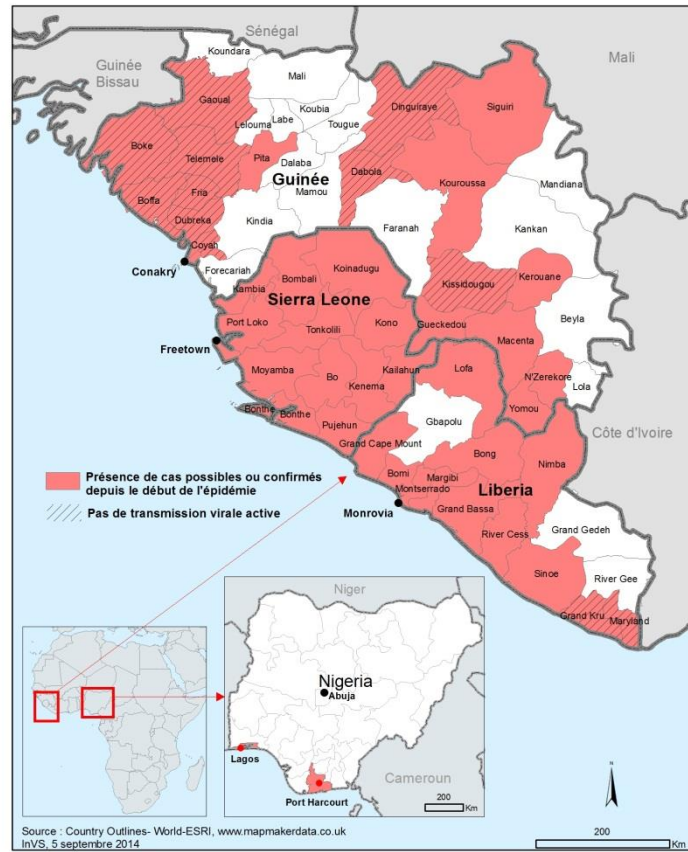 Sénégal
Koundara
Guinée
Bissau
Mali
Mali
Gaoual
Koubia
Lelouma
Labe
Tougue
Dinguiraye
Siguiri
Boke
Telemele
Pita
Dalaba
Dabola
Guinée
Mamou
Kouroussa
Mandiana
Boffa
Fria
Dubreka
Kindia
Faranah
Kankan
Coyah
Conakry
Forecariah
Koinadugu
Kissidougou
Kerouane
Kambia
Bombali
Sierra Leone
Beyla
Port Loko
Kono
Gueckedou
Tonkolili
Macenta
Freetown
Moyamba
Bo
Kailahun
Lofa
N'Zerekore
Lola
Kenema
Yomou
Bonthe
Bonthe
Gbapolu
Pujehun
Côte d'Ivoire
Grand Cape Mount
Bong
Nimba
Bomi
Margibi
Montserrado
Liberia
Monrovia
Grand Bassa
Grand Gedeh
River Cess
Sinoe
River Gee
Grand Kru
Maryland
Présence de cas possibles ou confirmés
depuis le début de l'épidémie
Pas de transmission virale active
Niger
Nigeria
Abuja
Lagos
Port Harcourt
Cameroun
200
Km
N
200
Km
Source : Country Outlines- World-ESRI, www.mapmakerdata.co.uk
InVS, 5 septembre 2014